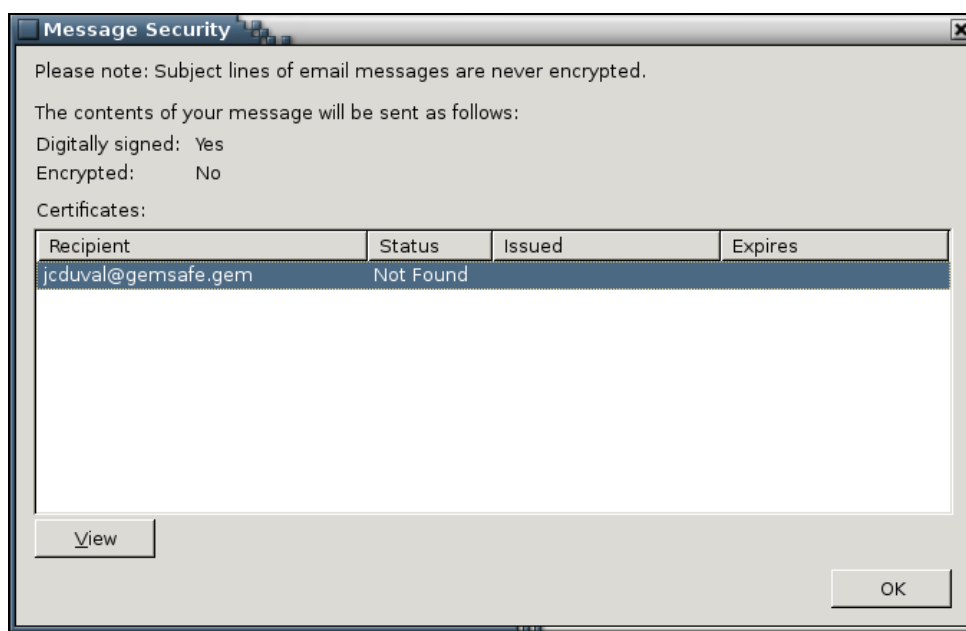 Message Security
Please note: Subject lines of email messages are never encrypted.
The contents of your message will be sent as follows:
Digitally signed: Yes
Encrypted: No
Certificates:
Recipient Status Issued Expires
jcduval@gemsafe.gem Not Found
View
OK